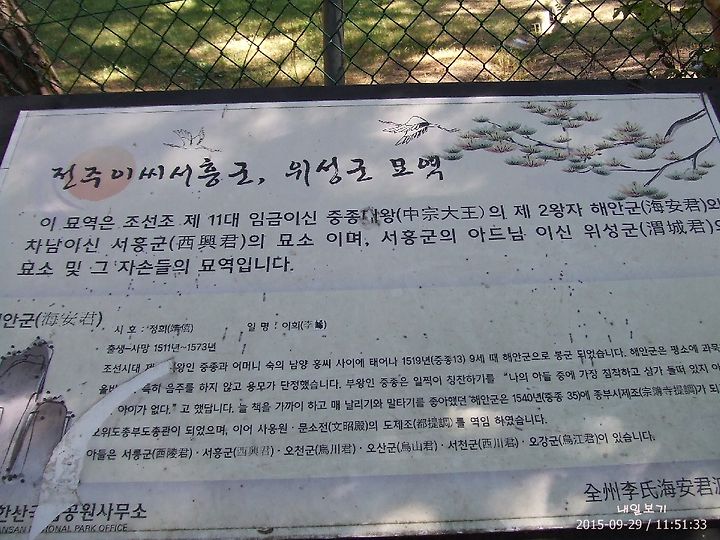 전주이씨서흥군, 위성군 묘역
이 묘역은 조선조 제 11대 임금이신 중종대왕(中宗大王)의 제 2왕자 해안군(海安君)의
차남이신 서흥군(西興君)의 묘소 이며, 서흥군의 아드님 이신 위성군(渭城君)의
묘소 및 그 자손들의 묘역입니다.
해안군(海安君)
시 호 : 정희(靖僖) 일 명 : 이희(李㟓)
출생-사망 1511년~1573년
조선시대 제 왕인 중종과 어머니 숙의 남양 홍씨 사이에 태어나 1519년(중종13) 9세 때 해안군으로 봉군 되었습니다. 해안군은 평소에
특히 음주를 하지 않고 용모가 단정했습니다. 부왕인 중종은 일찍이 칭찬하기를 "나의 아들 중에 가장 침착하고 삼가 돌떠 있지
아이가 없다." 고 했답니다. 늘 책을 가까이 하고 매 날리기와 말타기를 좋아했던 해안군은 1540년(중종 35)에 종부시제조(宗簿寺提調)가
오위도총부도총관이 되었으며, 이어 사옹원·문소전(文昭殿)의 도제조(都提調)를 역임 하였습니다.
아들은 서릉군(西陵君)·서흥군(西興君)·오천군(烏川君)·오산군(烏山君)·서천군(西川君)·오강군(烏江君)이 있습니다.
한산 공원사무소
ANSAN NATIONAL PARK OFFICE
全州李氏海安君派
내일보기
2015-09-29 / 11:51:33